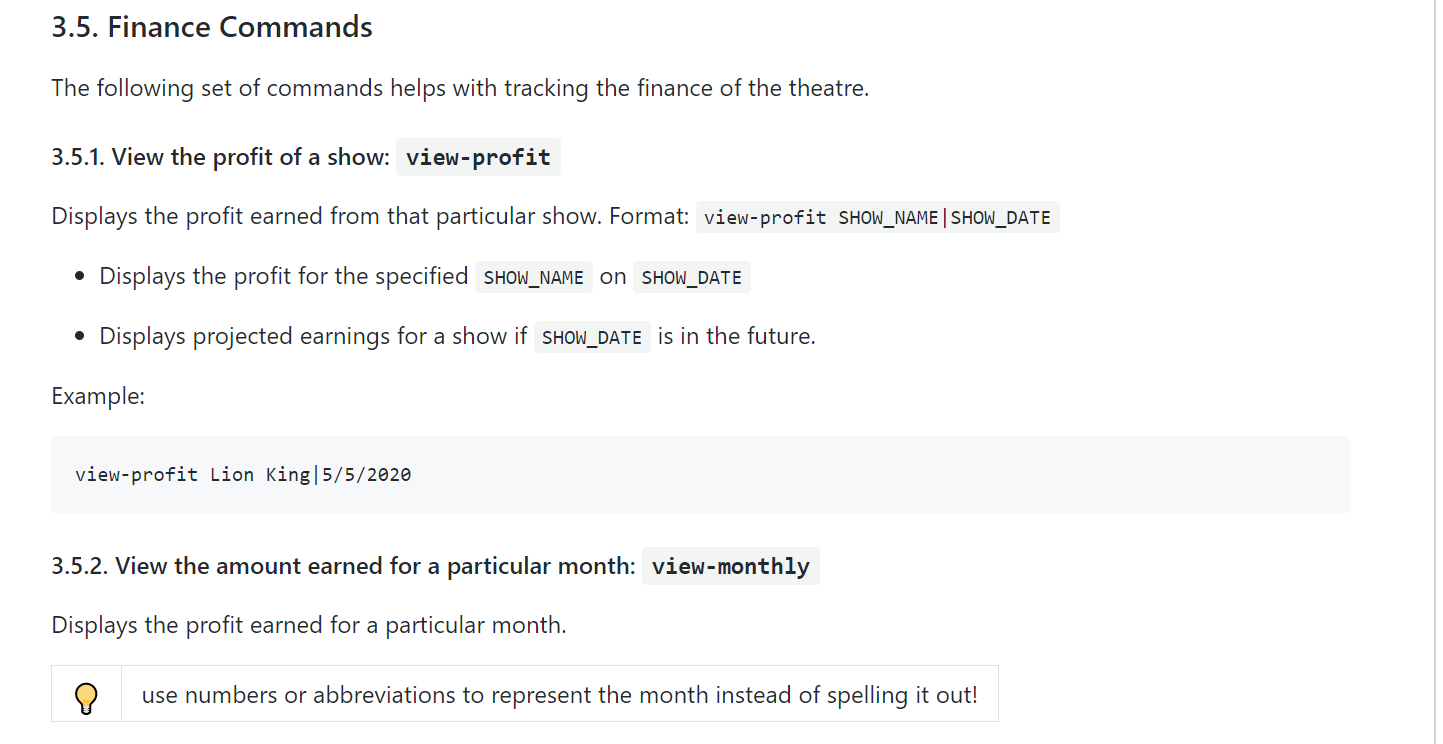 3.5. Finance Commands
The following set of commands helps with tracking the finance of the theatre.
3.5.1. View the profit of a show: view-profit
Displays the profit earned from that particular show. Format: view-profit SHOW_NAME|SHOW_DATE
Displays the profit for the specified SHOW_NAME on SHOW_DATE
Displays projected earnings for a show if SHOW_DATE is in the future.
Example:
view-profit Lion King|5/5/2020
3.5.2. View the amount earned for a particular month: view-monthly
Displays the profit earned for a particular month.
use numbers or abbreviations to represent the month instead of spelling it out!